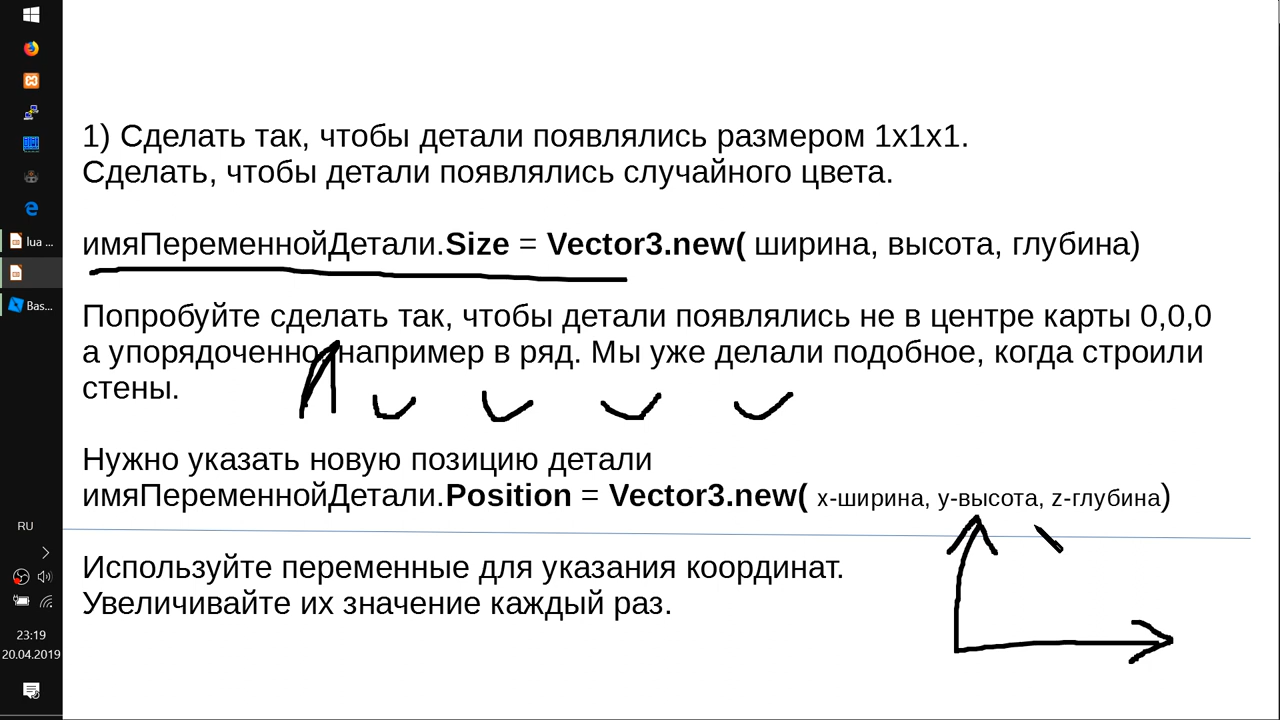 1) Сделать так, чтобы детали появлялись размером 1x1x1.
Сделать, чтобы детали появлялись случайного цвета.
имяПеременнойДетали.Size = Vector3.new( ширина, высота, глубина)
Попробуйте сделать так, чтобы детали появлялись не в центре карты 0,0,0
а упорядоченно, например в ряд. Мы уже делали подобное, когда строили
стены.
Нужно указать новую позицию детали
имяПеременнойДетали.Position = Vector3.new( x-ширина, y-высота, z-глубина)
Используйте переменные для указания координат.
Увеличивайте их значение каждый раз.
lua ...
Bas...
RU
23:19
20.04.2019